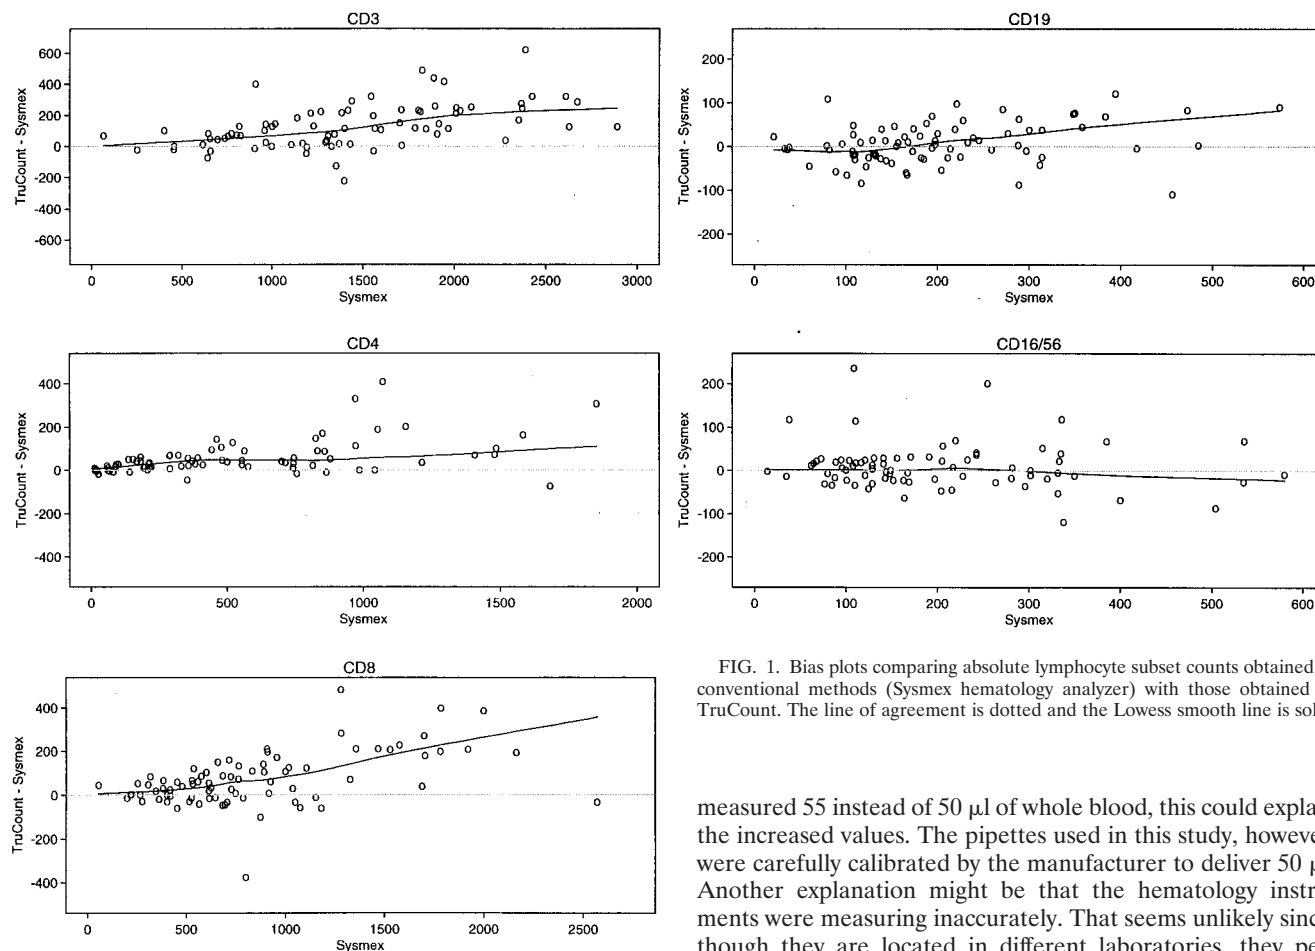 CD3
600
400
200
0
-200
-400
-600
TruCount - Sysmex
0 500 1000 1500 2000 2500 3000
Sysmex
CD4
400
200
0
-200
-400
TruCount - Sysmex
0 500 1000 1500 2000
Sysmex
CD8
400
200
0
-200
-400
TruCount - Sysmex
0 500 1000 1500 2000 2500
Sysmex
CD19
200
100
0
-100
-200
TruCount - Sysmex
0 100 200 300 400 500 600
Sysmex
CD16/56
200
100
0
-100
-200
TruCount - Sysmex
0 100 200 300 400 500 600
Sysmex
FIG. 1. Bias plots comparing absolute lymphocyte subset counts obtained
conventional methods (Sysmex hematology analyzer) with those obtained
TruCount. The line of agreement is dotted and the Lowess smooth line is sol
measured 55 instead of 50 μl of whole blood, this could expla
the increased values. The pipettes used in this study, howeve
were carefully calibrated by the manufacturer to deliver 50 μ
Another explanation might be that the hematology instr
ments were measuring inaccurately. That seems unlikely sin